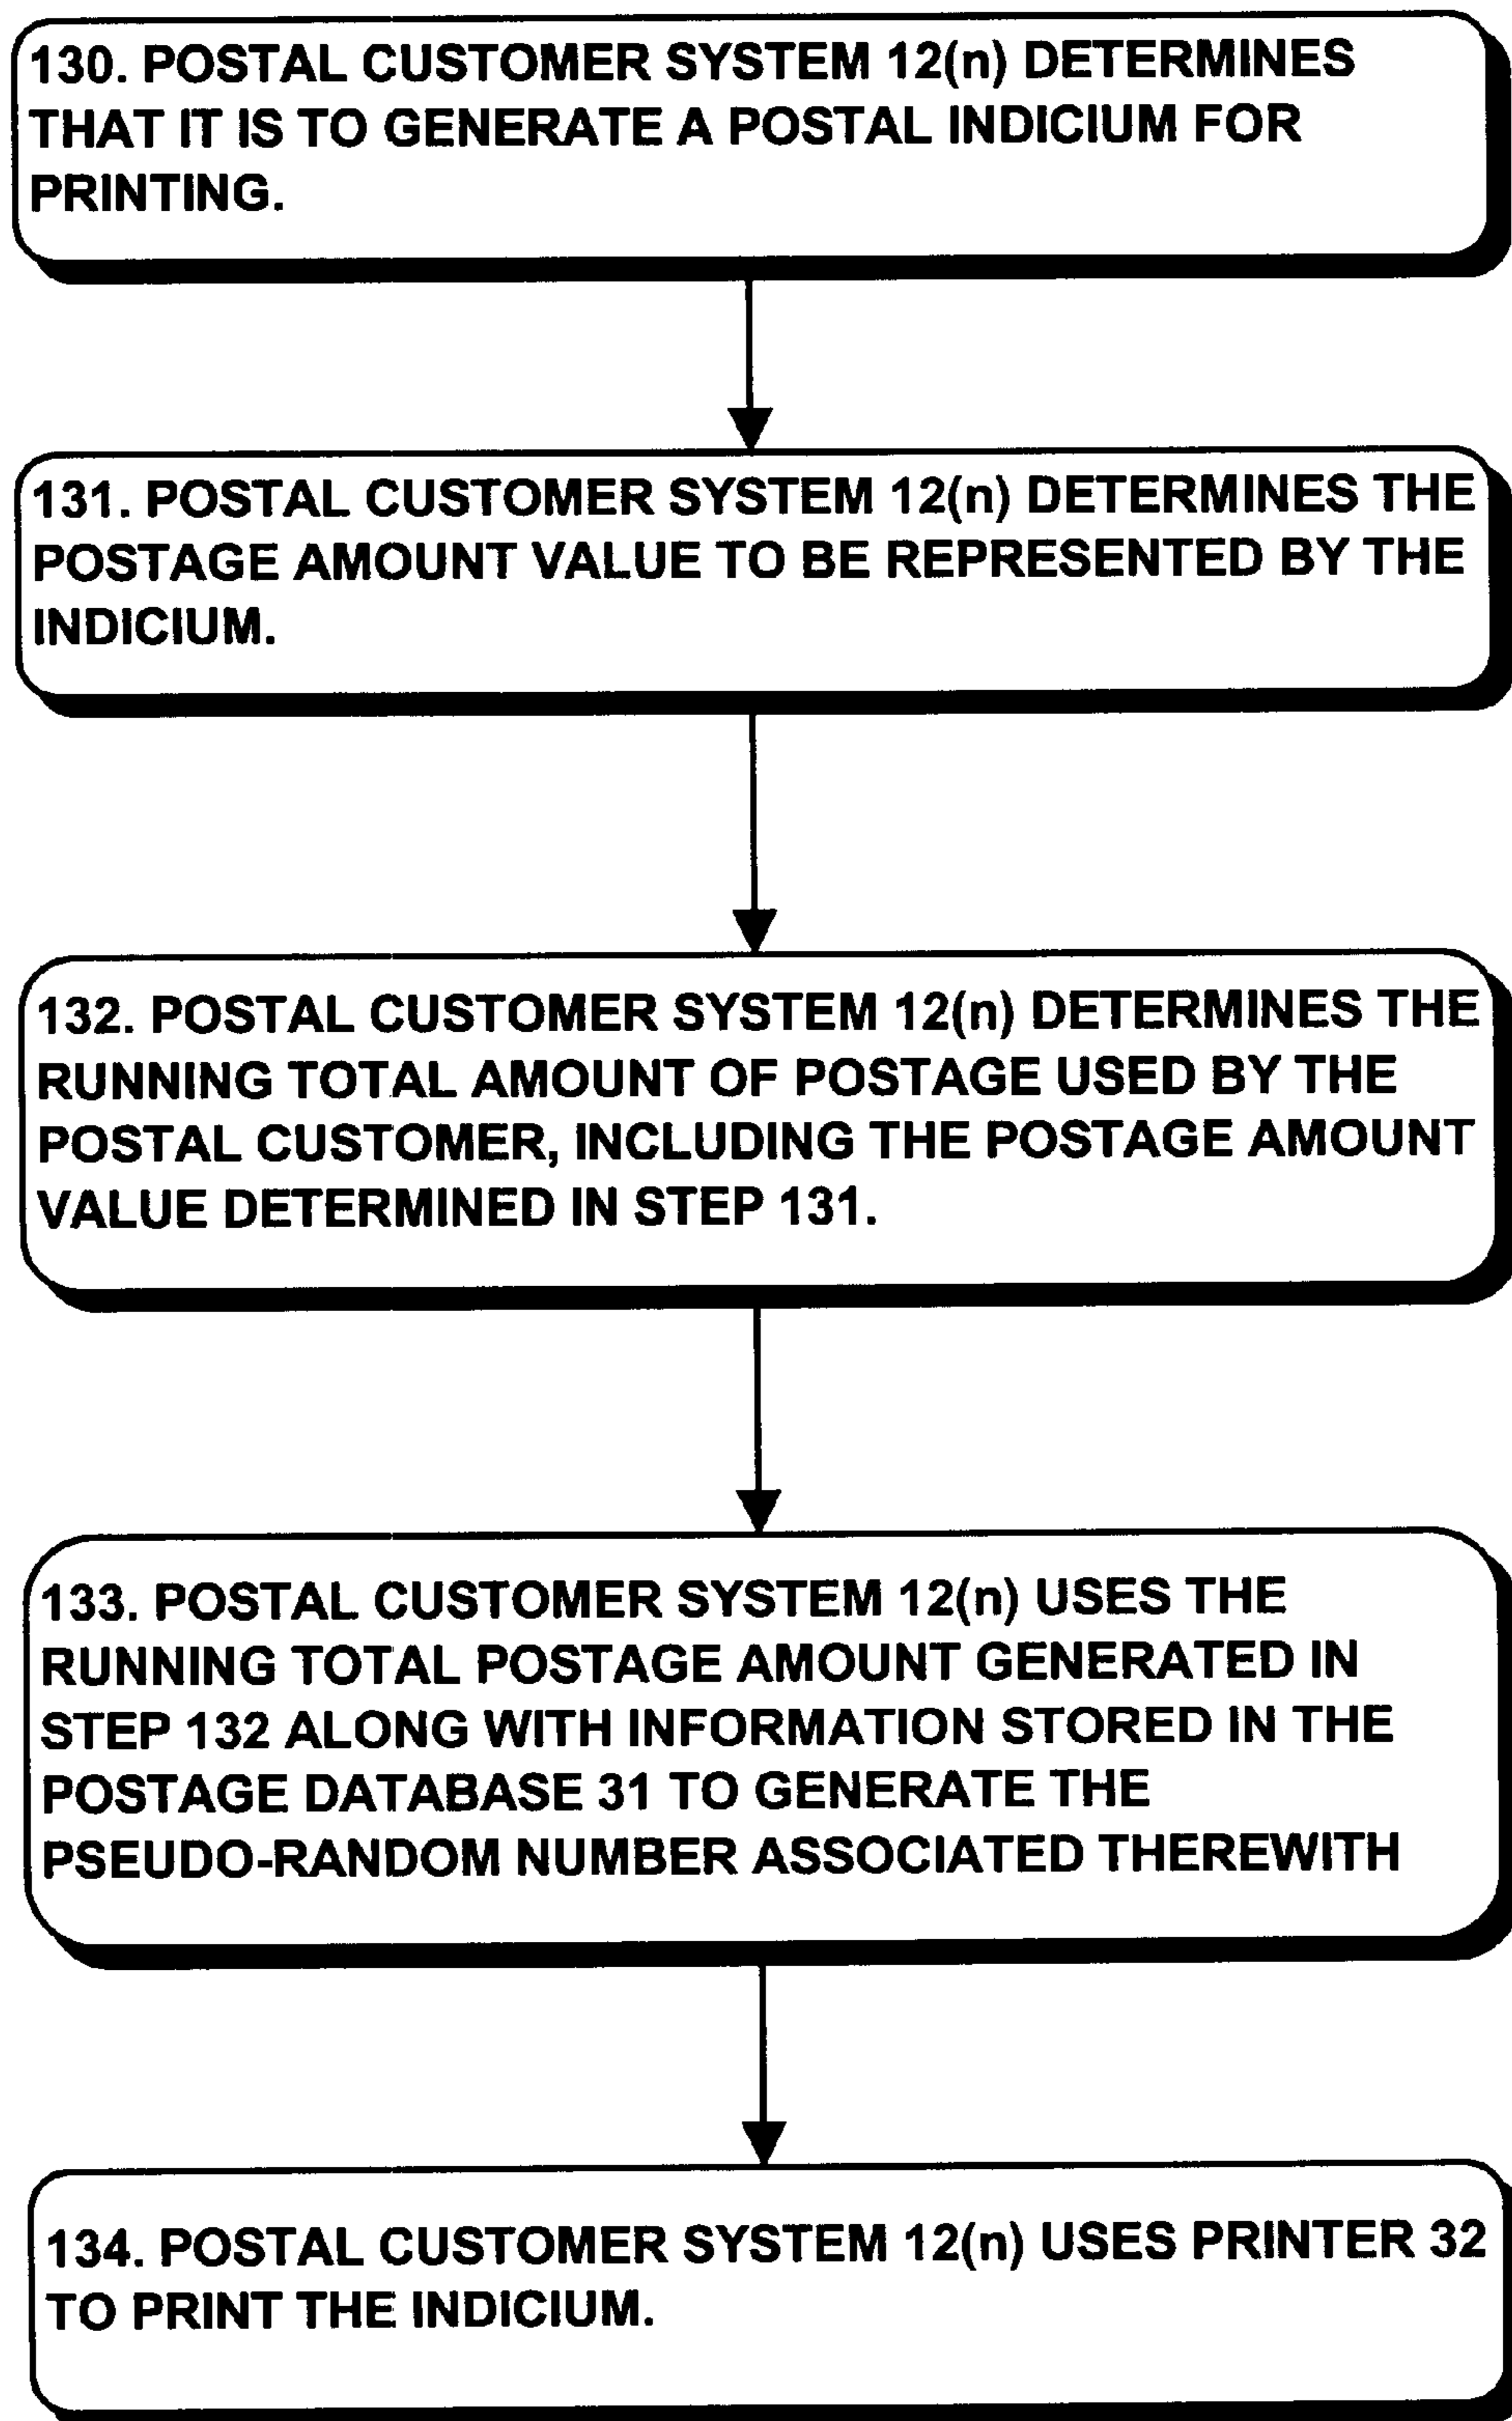 130. POSTAL CUSTOMER SYSTEM 12(n) DETERMINES
THAT IT IS TO GENERATE A POSTAL INDICIUM FOR
PRINTING.
131. POSTAL CUSTOMER SYSTEM 12(n) DETERMINES THE
POSTAGE AMOUNT VALUE TO BE REPRESENTED BY THE
INDICIUM.
132. POSTAL CUSTOMER SYSTEM 12(n) DETERMINES THE
RUNNING TOTAL AMOUNT OF POSTAGE USED BY THE
POSTAL CUSTOMER, INCLUDING THE POSTAGE AMOUNT
VALUE DETERMINED IN STEP 131.
133. POSTAL CUSTOMER SYSTEM 12(n) USES THE
RUNNING TOTAL POSTAGE AMOUNT GENERATED IN
STEP 132 ALONG WITH INFORMATION STORED IN THE
POSTAGE DATABASE 31 TO GENERATE THE
PSEUDO-RANDOM NUMBER ASSOCIATED THEREWITH
134. POSTAL CUSTOMER SYSTEM 12(n) USES PRINTER 32
TO PRINT THE INDICIUM.